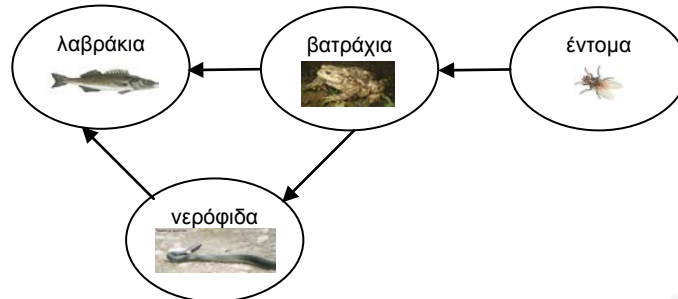 λαβράκια
βατράχια
έντομα
νερόφιδα